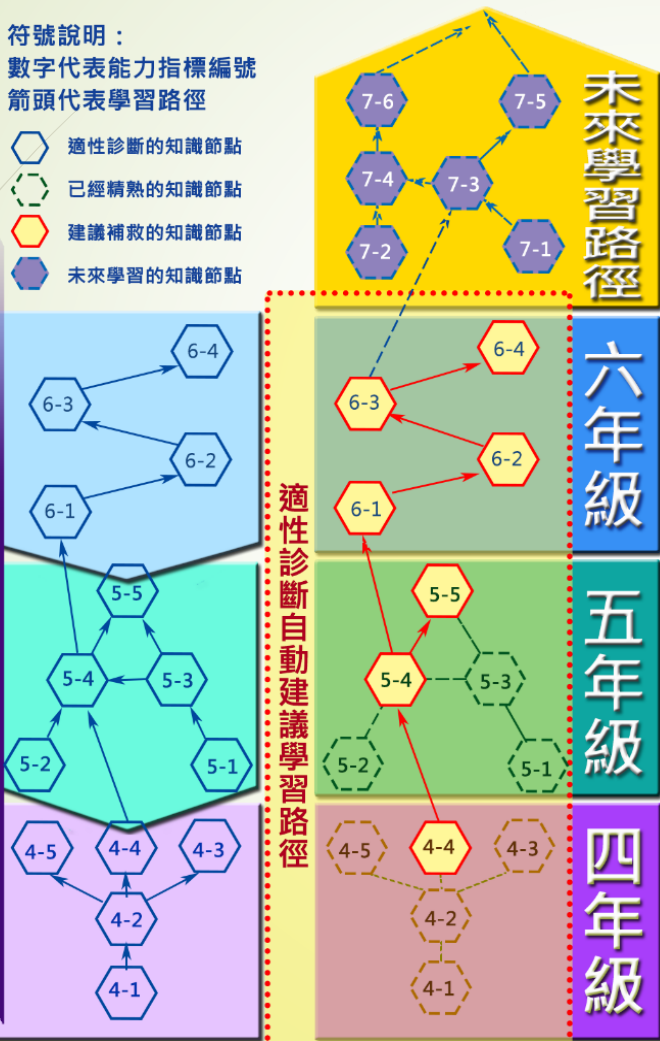 符號說明：
數字代表能力指標編號
箭頭代表學習路徑
適性診斷的知識節點
已經精熟的知識節點
建議補救的知識節點
未來學習的知識節點
7-6
7-5
7-4
7-3
7-2
7-1
未來學習路徑
6-4
6-3
6-2
6-1
5-5
5-4
5-3
5-2
5-1
4-5
4-4
4-3
4-2
4-1
適性診斷自動建議學習路徑
6-4
6-3
6-2
6-1
六年級
5-5
5-4
5-3
5-2
5-1
五年級
4-5
4-4
4-3
4-2
4-1
四年級